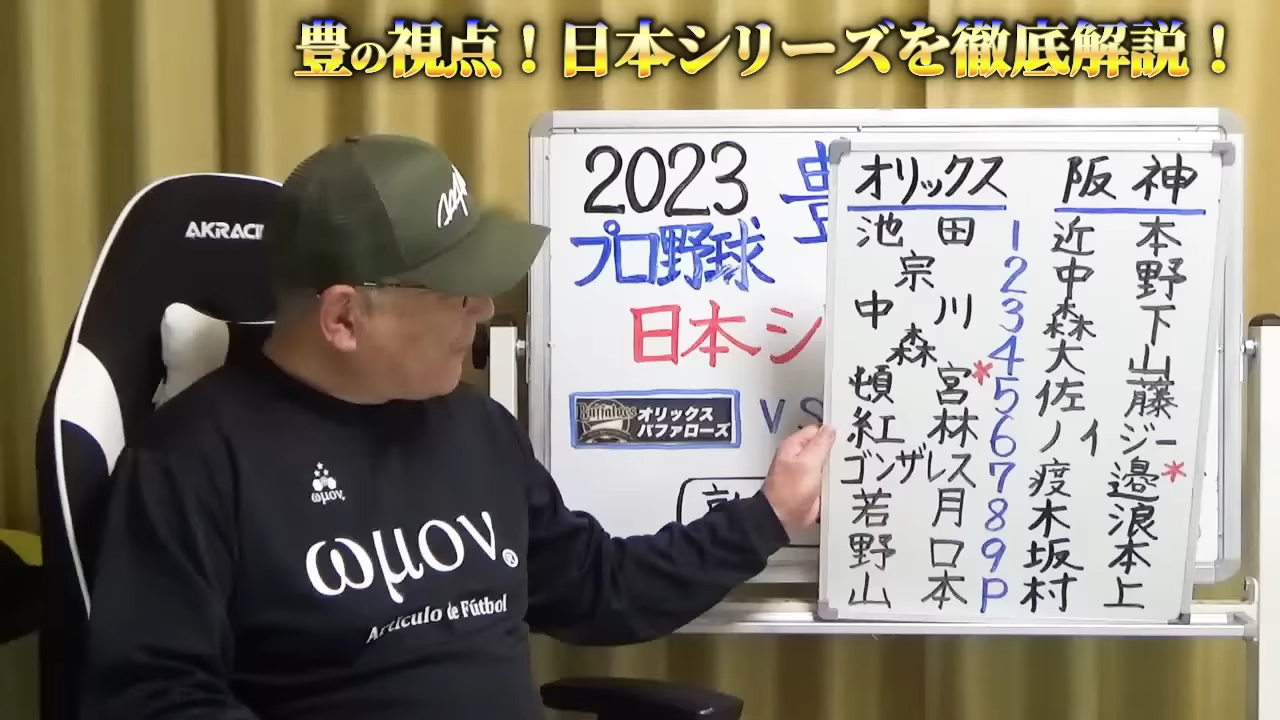 豊の視点！日本シリーズを徹底解説！
AKRACI
ωμον
ωμον®
Artículo de Fútbol
2023
プロ野球
日本シ
Buffaloes
オリックス
バファローズ
VS
オリックス 阪神
池田 1 近本
宗 2 中野
中川 3 森下
森 4 大山
頓宮* 5 佐藤
紅林 6 ノイジー
ゴンザレス 7 渡邉*
若月 8 木浪
野口 9 坂本
山本 P 村上